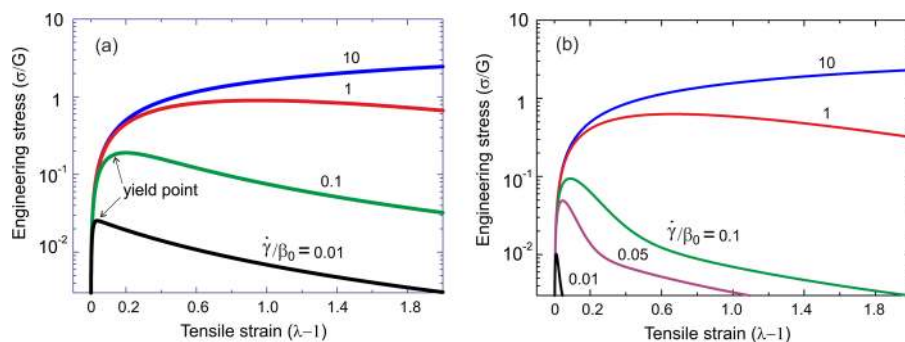 (a)
Engineering stress (σ/G)
10
1
10⁻¹
10⁻²
10
1
0.1
yield point
γ̇/β₀ = 0.01
0 0.2 0.6 1.0 1.4 1.8
Tensile strain (λ−1)
(b)
Engineering stress (σ/G)
10
1
10⁻¹
10⁻²
10
1
γ̇/β₀ = 0.1
0.05
0.01
0 0.2 0.6 1.0 1.4 1.8
Tensile strain (λ−1)